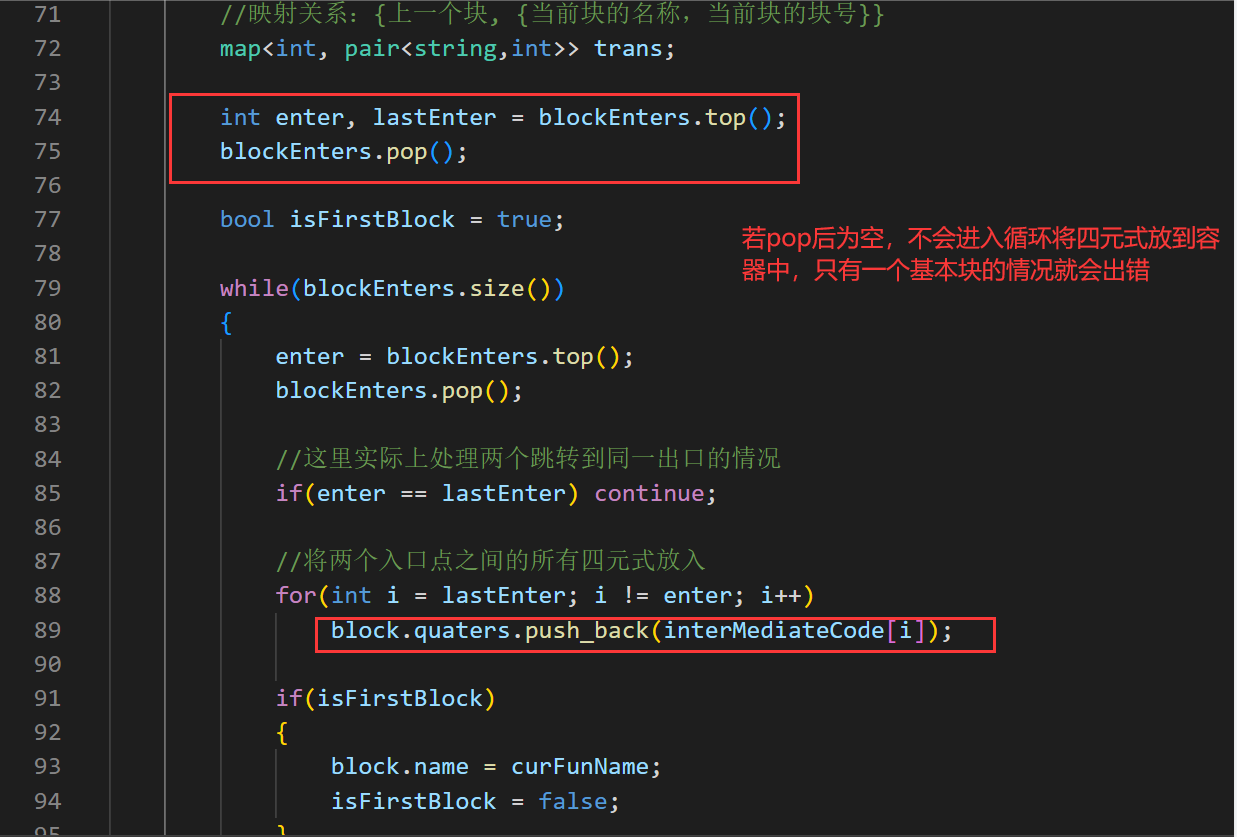 71 //映射关系: {上一个块, {当前块的名称，当前块的块号}}
72 map<int, pair<string,int>> trans;
73
74 int enter, lastEnter = blockEnters.top();
75 blockEnters.pop();
76
77 bool isFirstBlock = true;
78
若pop后为空，不会进入循环将四元式放到容
器中，只有一个基本块的情况就会出错
79 while(blockEnters.size())
80 {
81 enter = blockEnters.top();
82 blockEnters.pop();
83
84 //这里实际上处理两个跳转到同一出口的情况
85 if(enter == lastEnter) continue;
86
87 //将两个入口点之间的所有四元式放入
88 for(int i = lastEnter; i != enter; i++)
89 block.quaters.push_back(interMediateCode[i]);
90
91 if(isFirstBlock)
92 {
93 block.name = curFunName;
94 isFirstBlock = false;
95 }